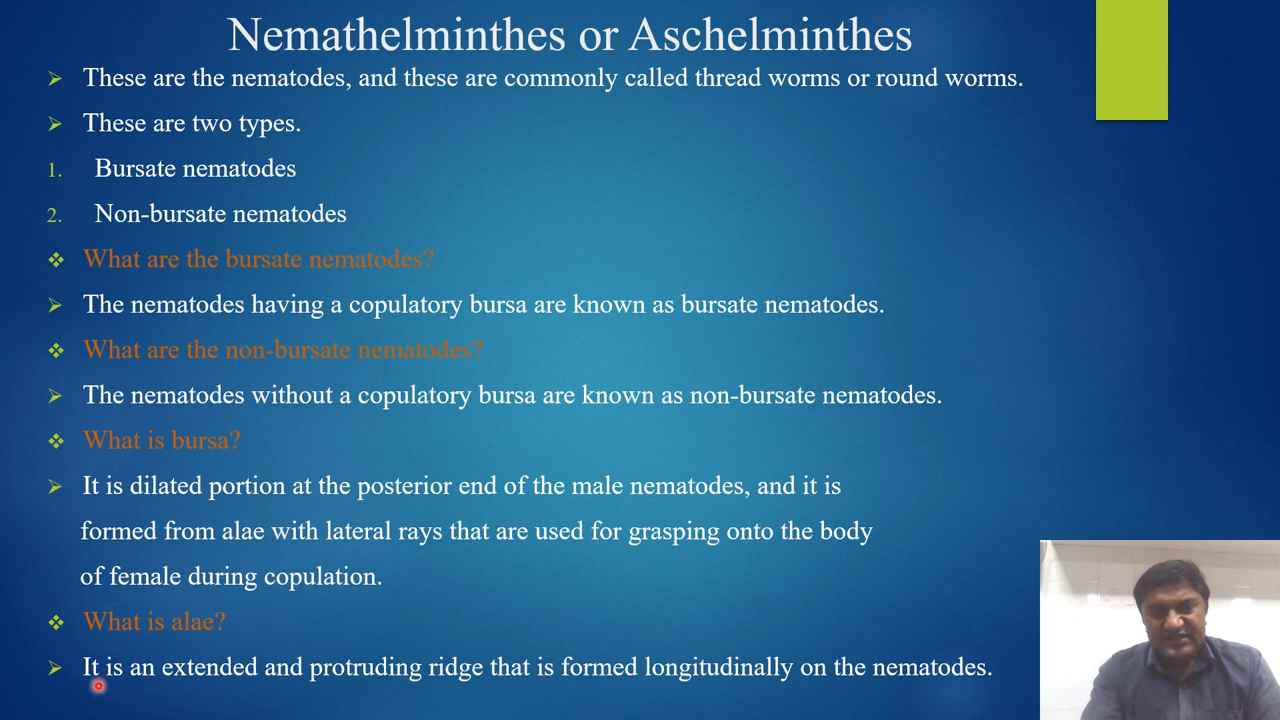 Nemathelminthes or Aschelminthes
These are the nematodes, and these are commonly called thread worms or round worms.
These are two types.
1. Bursate nematodes
2. Non-bursate nematodes
What are the bursate nematodes?
The nematodes having a copulatory bursa are known as bursate nematodes.
What are the non-bursate nematodes?
The nematodes without a copulatory bursa are known as non-bursate nematodes.
What is bursa?
It is dilated portion at the posterior end of the male nematodes, and it is
formed from alae with lateral rays that are used for grasping onto the body
of female during copulation.
What is alae?
It is an extended and protruding ridge that is formed longitudinally on the nematodes.